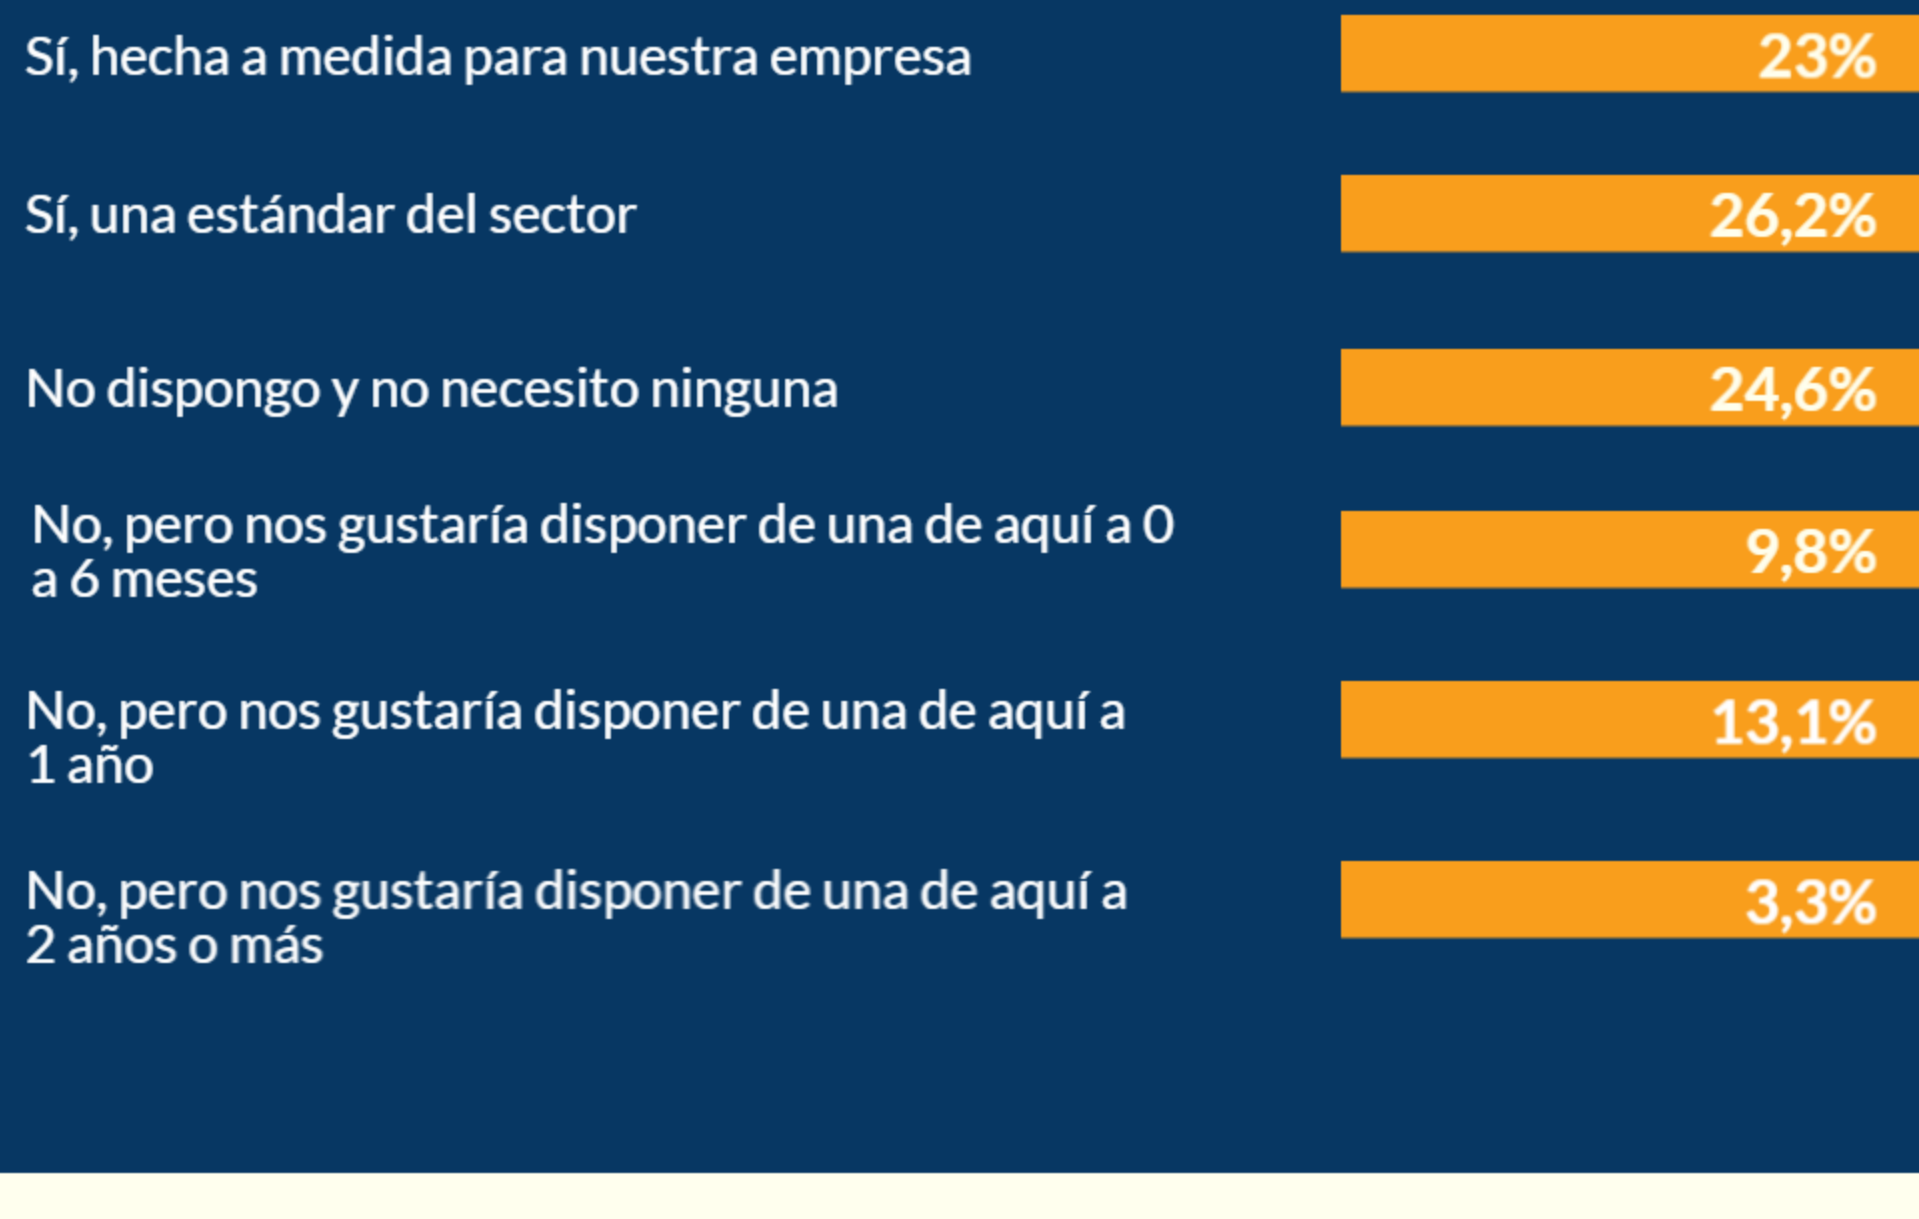 Sí, hecha a medida para nuestra empresa 23%
Sí, una estándar del sector 26,2%
No dispongo y no necesito ninguna 24,6%
No, pero nos gustaría disponer de una de aquí a 0
a 6 meses 9,8%
No, pero nos gustaría disponer de una de aquí a
1 año 13,1%
No, pero nos gustaría disponer de una de aquí a
2 años o más 3,3%